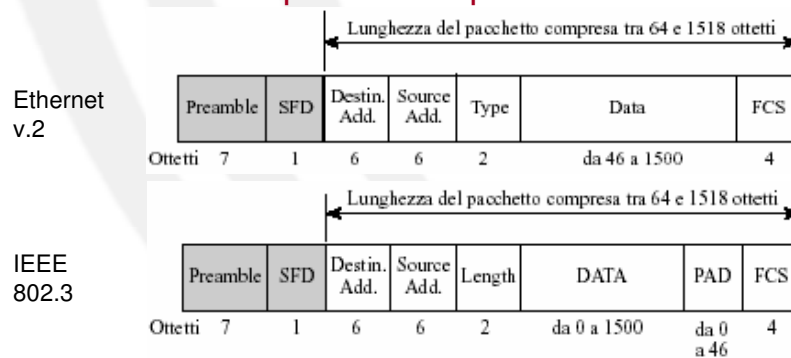 Lunghezza del pacchetto compresa tra 64 e 1518 ottetti
Ethernet v.2
Preamble SFD Destin. Add. Source Add. Type Data FCS
Ottetti 7 1 6 6 2 da 46 a 1500 4
Lunghezza del pacchetto compresa tra 64 e 1518 ottetti
IEEE 802.3
Preamble SFD Destin. Add. Source Add. Length DATA PAD FCS
Ottetti 7 1 6 6 2 da 0 a 1500 da 0 a 46 4